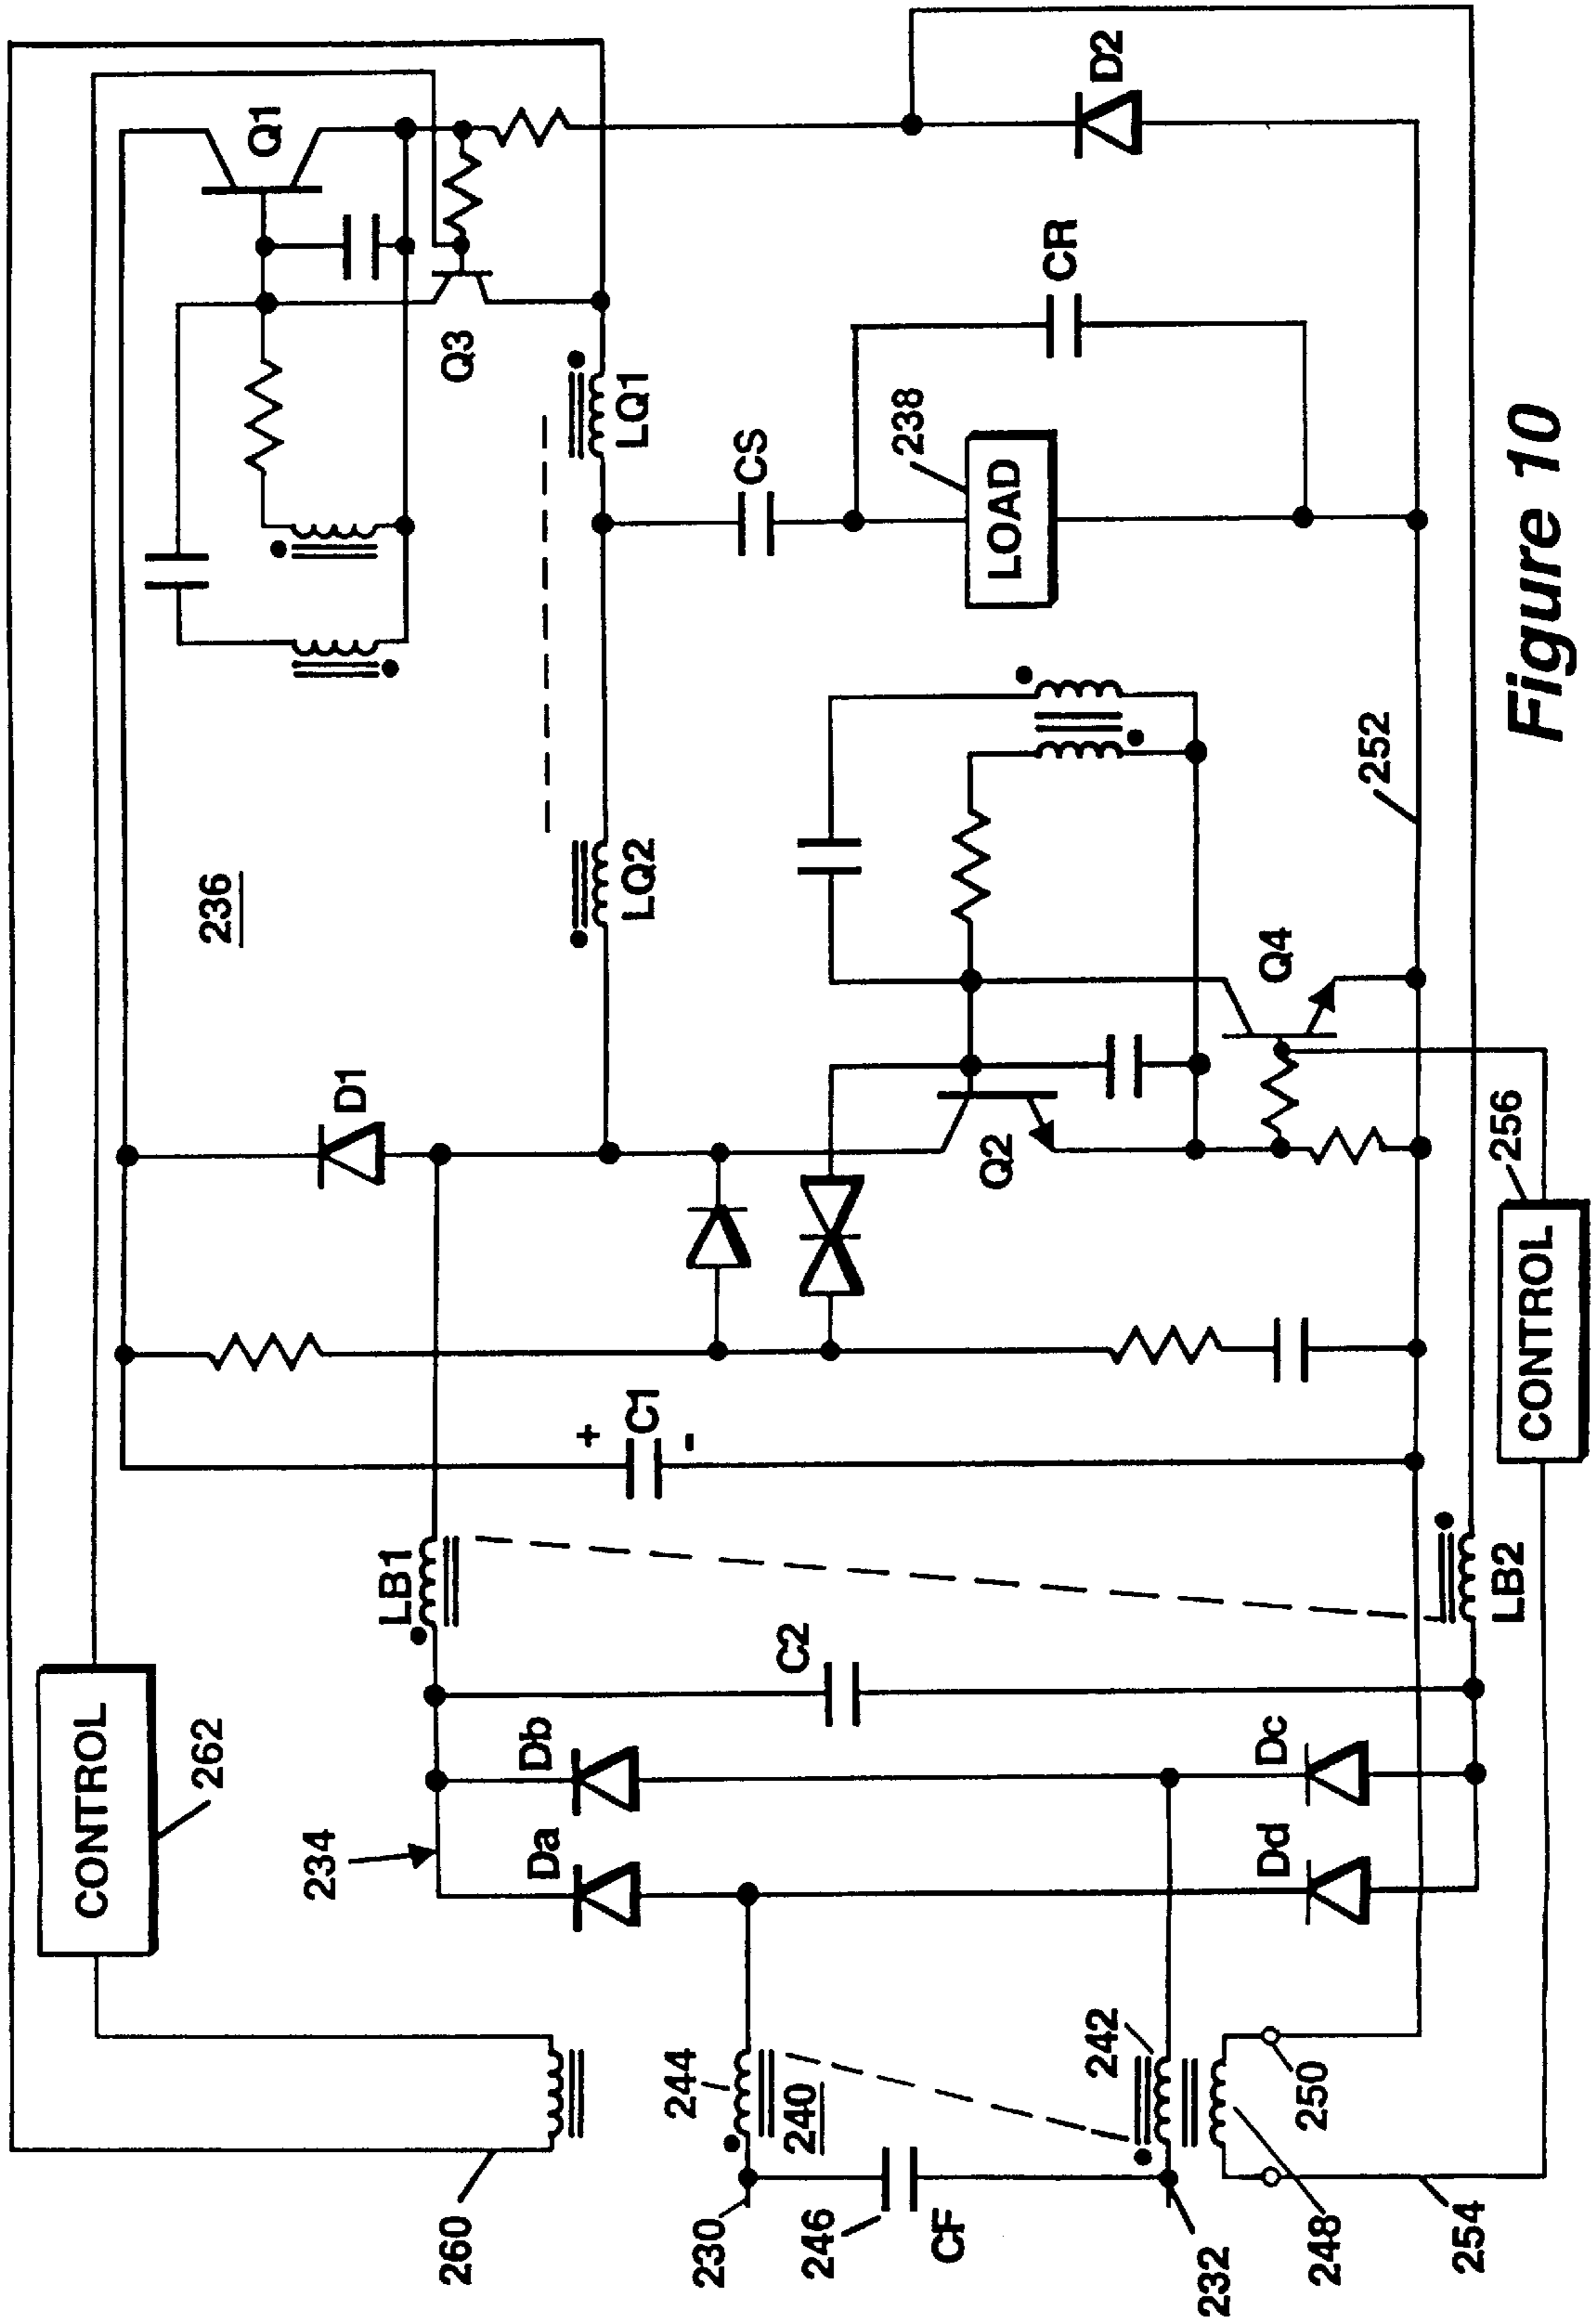 CONTROL
262
236
Q1
Q3
D1
234
LB1
+
C1
-
LQ2
LQ1
CS
238
LOAD
CR
D2
260
244
240
230
246
CF
Da
Db
C2
Q2
Q4
242
232
248
250
Dd
Dc
LB2
252
254
256
CONTROL
Figure 10